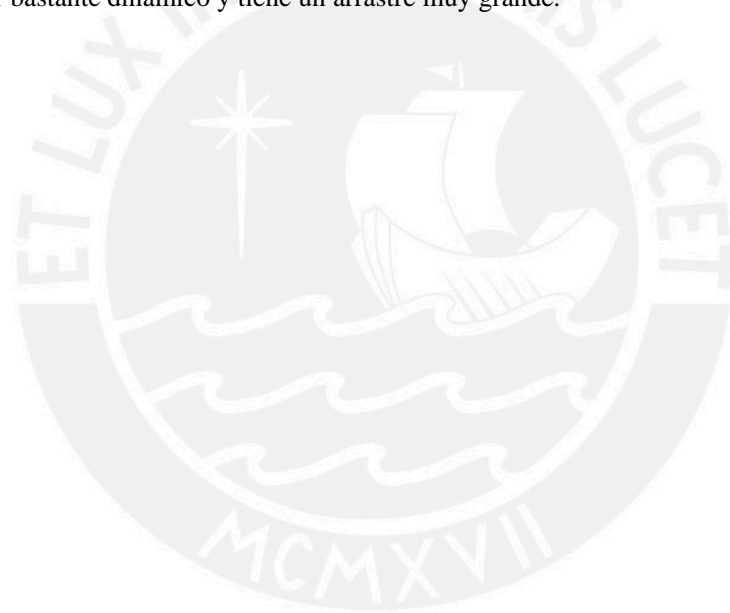 bastante dinámico y tiene un arrastre muy grande.
ET LUX
LUCET
MCMXVII